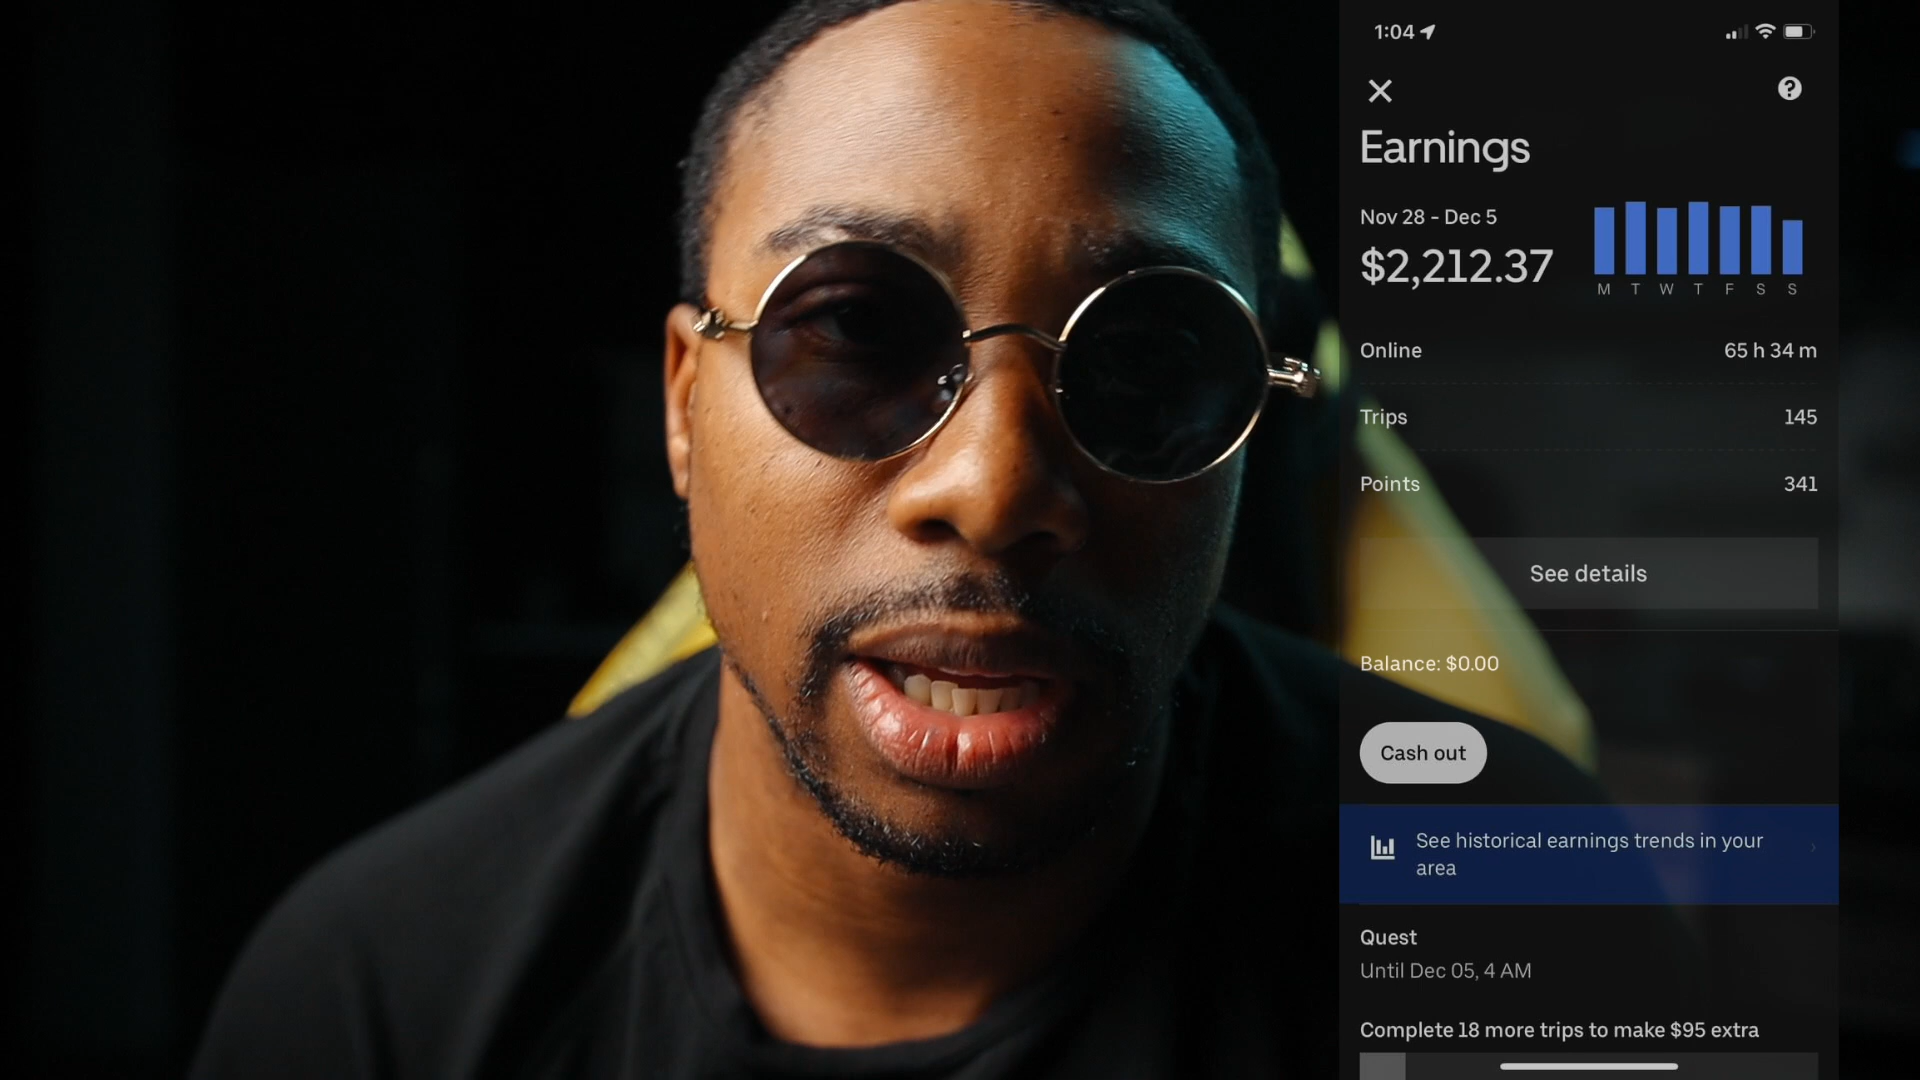 1:04
Earnings
Nov 28 - Dec 5
$2,212.37
M T W T F S S
Online 65 h 34 m
Trips 145
Points 341
See details
Balance: $0.00
Cash out
See historical earnings trends in your
area
Quest
Until Dec 05, 4 AM
Complete 18 more trips to make $95 extra